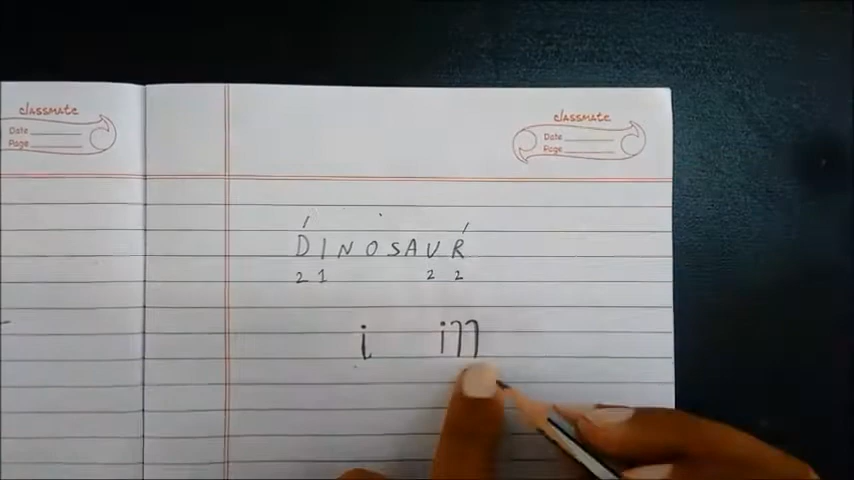 classmate
Date
Page
classmate
Date
Page
DINOSAUR
2 1 2 2
i